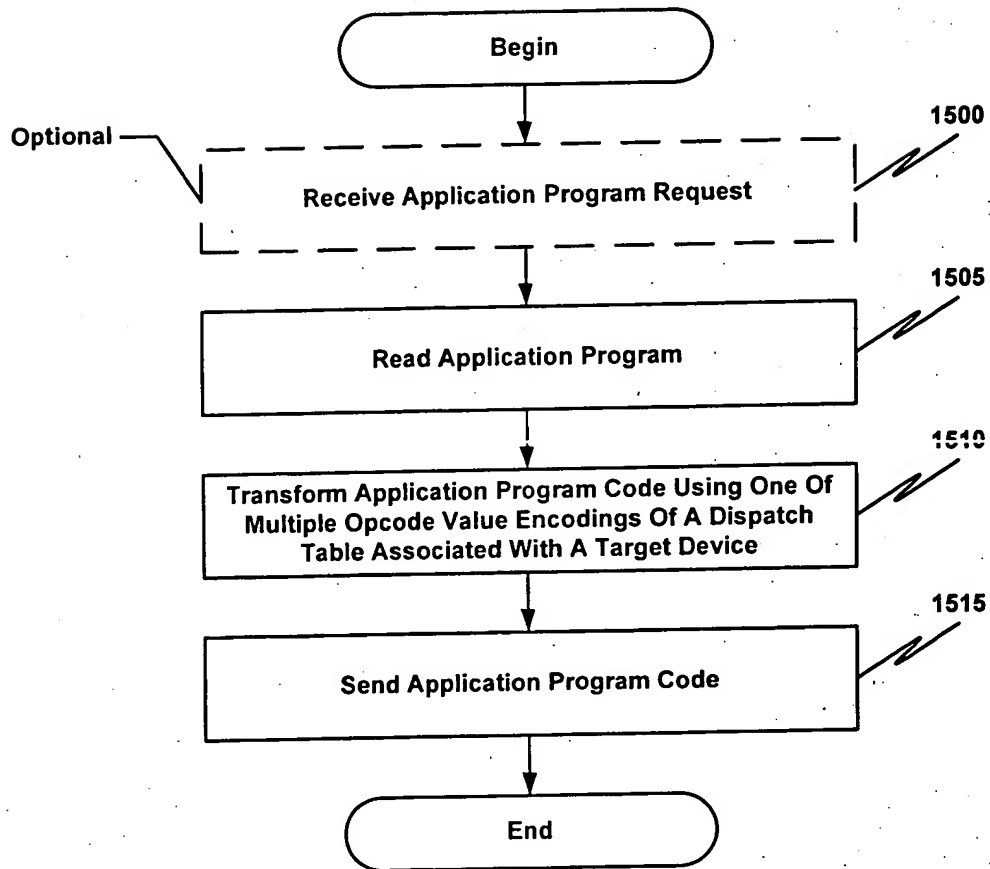 Begin
Optional
1500
Receive Application Program Request
1505
Read Application Program
1510
Transform Application Program Code Using One Of
Multiple Opcode Value Encodings Of A Dispatch
Table Associated With A Target Device
1515
Send Application Program Code
End